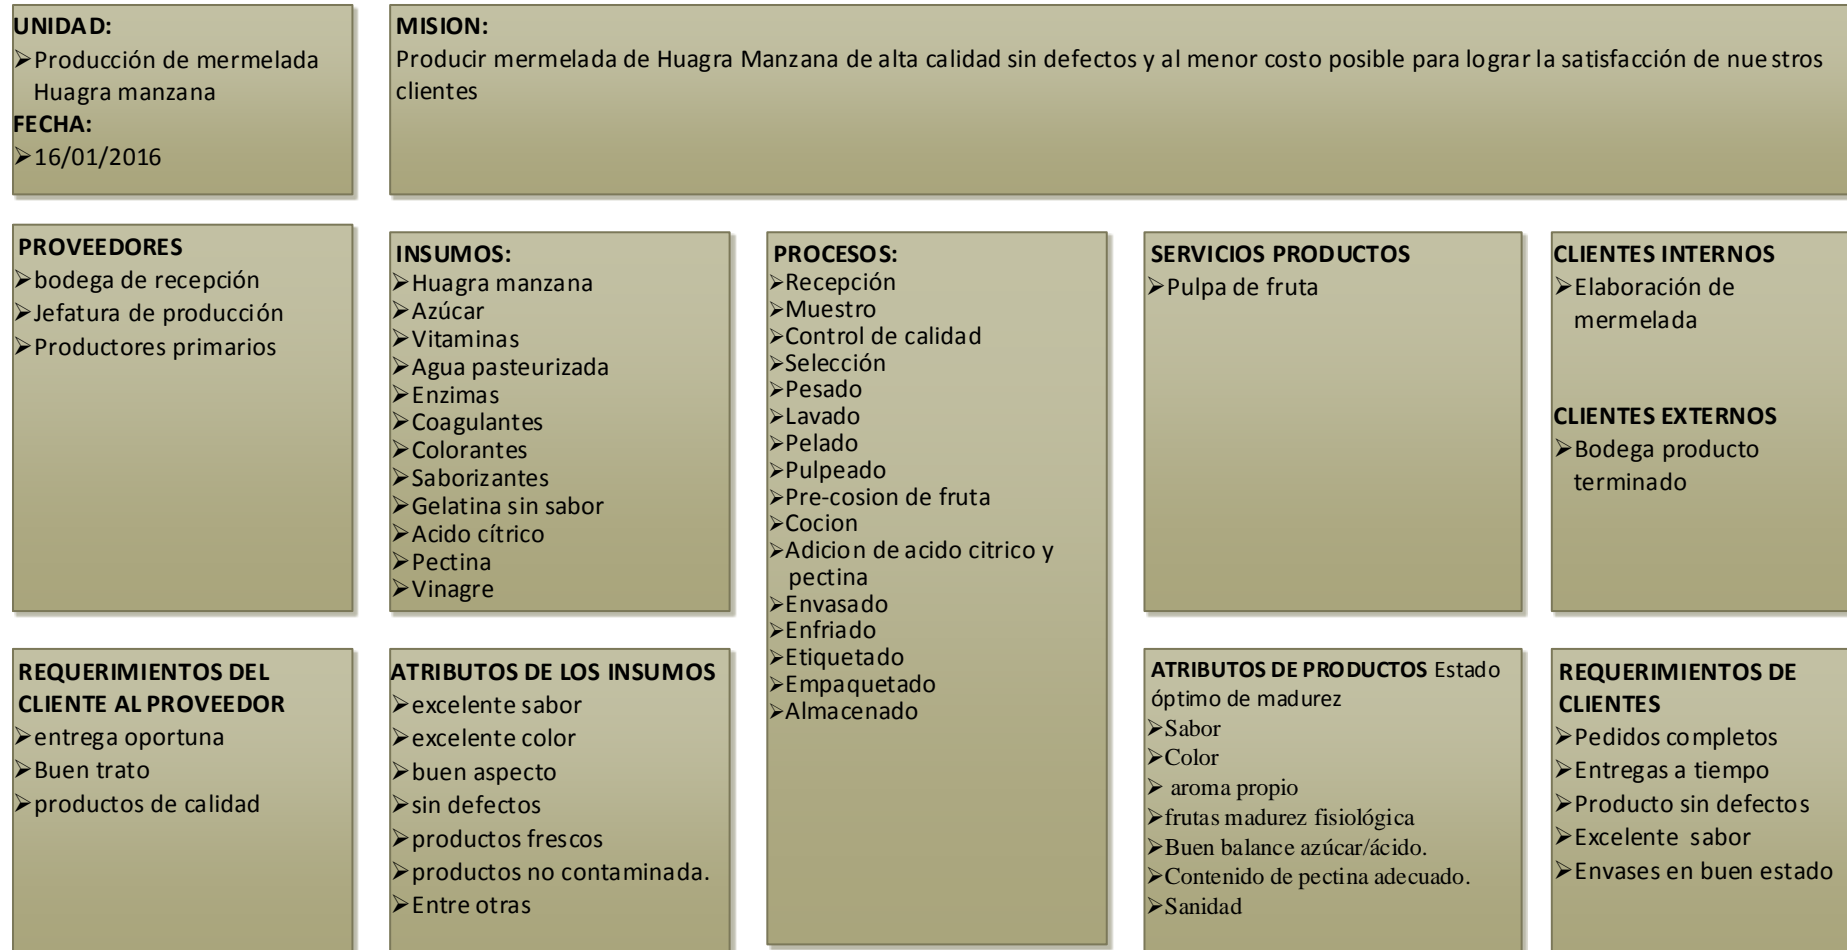 UNIDAD:
➢Producción de mermelada
Huagra manzana
FECHA:
➢16/01/2016
MISION:
Producir mermelada de Huagra Manzana de alta calidad sin defectos y al menor costo posible para lograr la satisfacción de nue stros
clientes
PROVEEDORES
➢bodega de recepción
➢Jefatura de producción
➢Productores primarios
INSUMOS:
➢Huagra manzana
➢Azúcar
➢Vitaminas
➢Agua pasteurizada
➢Enzimas
➢Coagulantes
➢Colorantes
➢Saborizantes
➢Gelatina sin sabor
➢Acido cítrico
➢Pectina
➢Vinagre
PROCESOS:
➢Recepción
➢Muestro
➢Control de calidad
➢Selección
➢Pesado
➢Lavado
➢Pelado
➢Pulpeado
➢Pre-cosion de fruta
➢Cocion
➢Adicion de acido citrico y
pectina
➢Envasado
➢Enfriado
➢Etiquetado
➢Empaquetado
➢Almacenado
SERVICIOS PRODUCTOS
➢Pulpa de fruta
CLIENTES INTERNOS
➢Elaboración de
mermelada
CLIENTES EXTERNOS
➢Bodega producto
terminado
REQUERIMIENTOS DEL
CLIENTE AL PROVEEDOR
➢entrega oportuna
➢Buen trato
➢productos de calidad
ATRIBUTOS DE LOS INSUMOS
➢excelente sabor
➢excelente color
➢buen aspecto
➢sin defectos
➢productos frescos
➢productos no contaminada.
➢Entre otras
ATRIBUTOS DE PRODUCTOS Estado
óptimo de madurez
➢Sabor
➢Color
➢ aroma propio
➢frutas madurez fisiológica
➢Buen balance azúcar/ácido.
➢Contenido de pectina adecuado.
➢Sanidad
REQUERIMIENTOS DE
CLIENTES
➢Pedidos completos
➢Entregas a tiempo
➢Producto sin defectos
➢Excelente sabor
➢Envases en buen estado